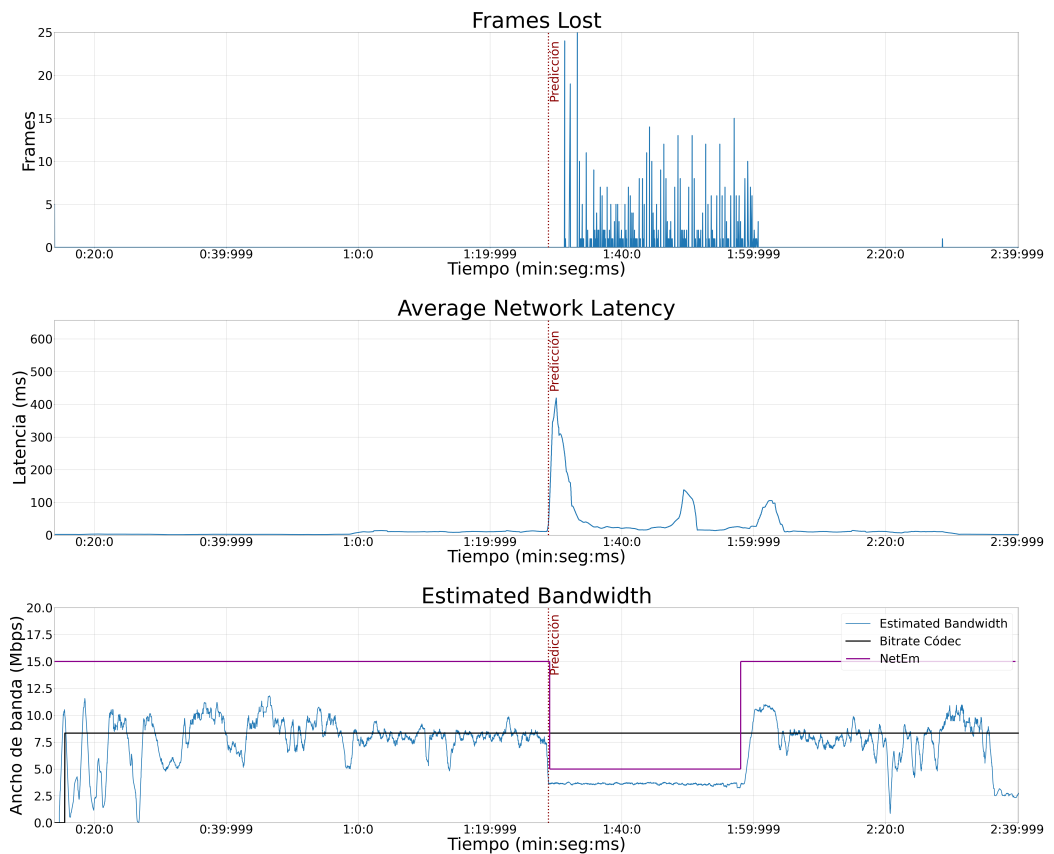 Frames Lost
25
20
15
10
5
0
Frames
Predicción
0:20:0 0:39:999 1:0:0 1:19:999 1:40:0 1:59:999 2:20:0 2:39:999
Tiempo (min:seg:ms)
Average Network Latency
600
500
400
300
200
100
0
Latencia (ms)
Predicción
0:20:0 0:39:999 1:0:0 1:19:999 1:40:0 1:59:999 2:20:0 2:39:999
Tiempo (min:seg:ms)
Estimated Bandwidth
20.0
17.5
15.0
12.5
10.0
7.5
5.0
2.5
0.0
Ancho de banda (Mbps)
Predicción
Estimated Bandwidth
Bitrate Códec
NetEm
0:20:0 0:39:999 1:0:0 1:19:999 1:40:0 1:59:999 2:20:0 2:39:999
Tiempo (min:seg:ms)